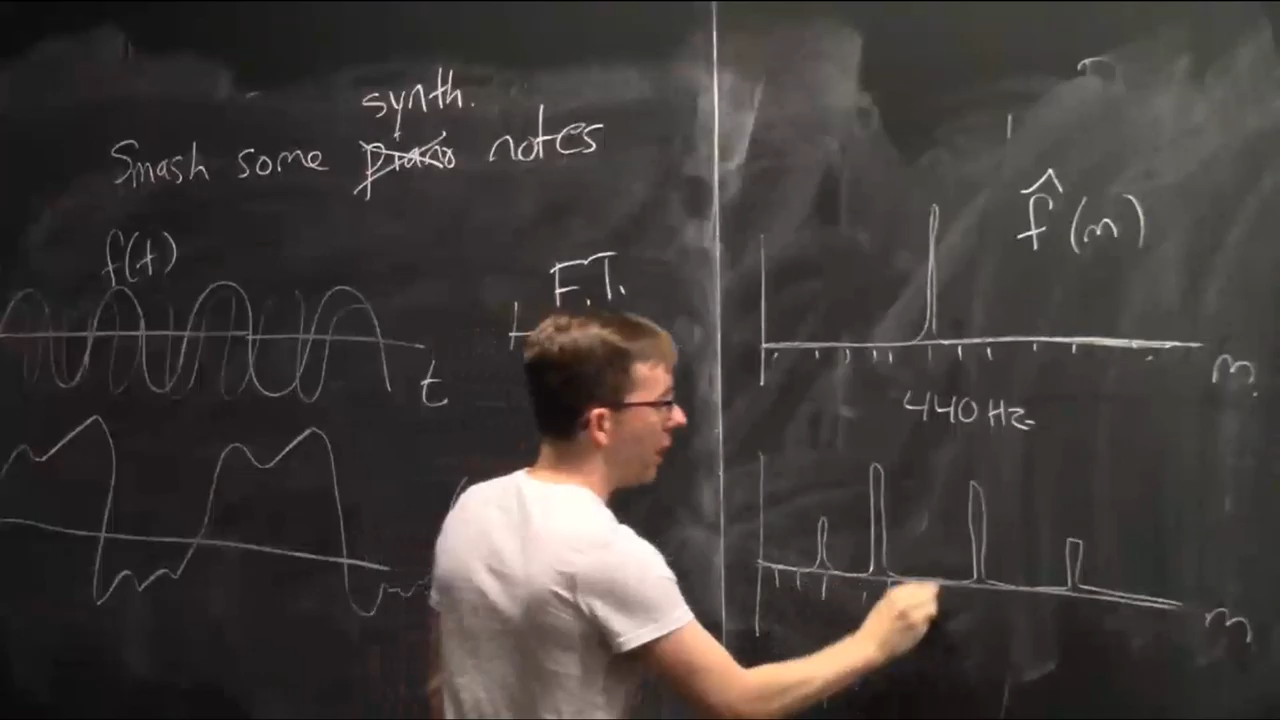 synth.
Smash some piano notes
f(t)
t
F.T.
f̂(m)
m
440 Hz
m